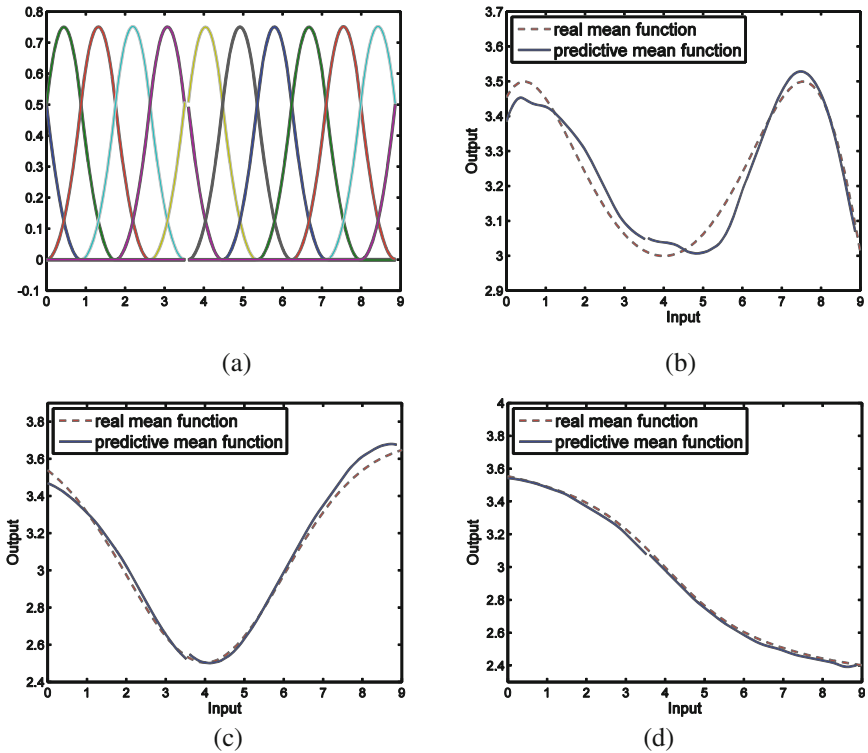 0.8
0.7
0.6
0.5
0.4
0.3
0.2
0.1
0
-0.1
0 1 2 3 4 5 6 7 8 9
(a)
3.7
3.6
3.5
3.4
3.3
3.2
3.1
3
2.9
Output
real mean function
predictive mean function
0 1 2 3 4 5 6 7 8 9
Input
(b)
3.8
3.6
3.4
3.2
3
2.8
2.6
2.4
Output
real mean function
predictive mean function
0 1 2 3 4 5 6 7 8 9
Input
(c)
4
3.8
3.6
3.4
3.2
3
2.8
2.6
2.4
Output
real mean function
predictive mean function
0 1 2 3 4 5 6 7 8 9
Input
(d)